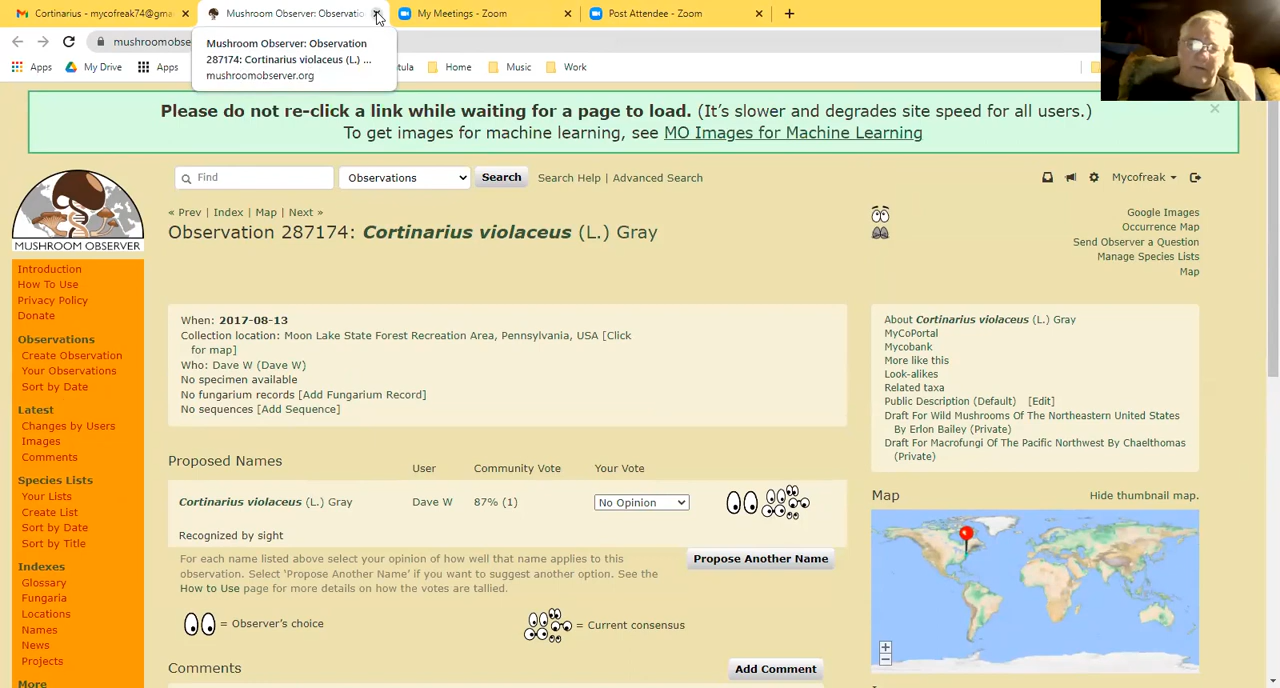 Cortinarius - mycofreak74@gma
Mushroom Observer: Observatio
My Meetings - Zoom
Post Attendee - Zoom
mushroomobse
Mushroom Observer: Observation
287174: Cortinarius violaceus (L.) ...
mushroomobserver.org
Apps
My Drive
Apps
tula
Home
Music
Work
Please do not re-click a link while waiting for a page to load. (It's slower and degrades site speed for all users.)
To get images for machine learning, see MO Images for Machine Learning
MUSHROOM OBSERVER
Find
Observations
Search
Search Help | Advanced Search
Mycofreak
« Prev | Index | Map | Next »
Observation 287174: Cortinarius violaceus (L.) Gray
Google Images
Occurrence Map
Send Observer a Question
Manage Species Lists
Map
Introduction
How To Use
Privacy Policy
Donate
Observations
Create Observation
Your Observations
Sort by Date
Latest
Changes by Users
Images
Comments
Species Lists
Your Lists
Create List
Sort by Date
Sort by Title
Indexes
Glossary
Fungaria
Locations
Names
News
Projects
More
When: 2017-08-13
Collection location: Moon Lake State Forest Recreation Area, Pennsylvania, USA [Click
for map]
Who: Dave W (Dave W)
No specimen available
No fungarium records [Add Fungarium Record]
No sequences [Add Sequence]
About Cortinarius violaceus (L.) Gray
MyCoPortal
Mycobank
More like this
Look-alikes
Related taxa
Public Description (Default) [Edit]
Draft For Wild Mushrooms Of The Northeastern United States
By Erlon Bailey (Private)
Draft For Macrofungi Of The Pacific Northwest By Chaelthomas
(Private)
Proposed Names
User
Community Vote
Your Vote
Cortinarius violaceus (L.) Gray
Dave W
87% (1)
No Opinion
Recognized by sight
For each name listed above select your opinion of how well that name applies to this
observation. Select 'Propose Another Name' if you want to suggest another option. See the
How to Use page for more details on how the votes are tallied.
Propose Another Name
= Observer's choice
= Current consensus
Comments
Add Comment
Map
Hide thumbnail map.
+
−